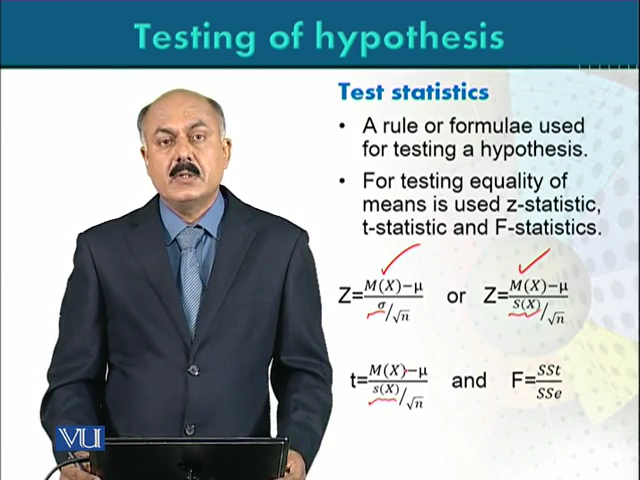 Testing of hypothesis
Test statistics
• A rule or formulae used
for testing a hypothesis.
• For testing equality of
means is used z-statistic,
t-statistic and F-statistics.
Z=M(X)−μ / σ/√n or Z=M(X)−μ / S(X)/√n
t=M(X)−μ / s(X)/√n and F=SSt/SSe
VU